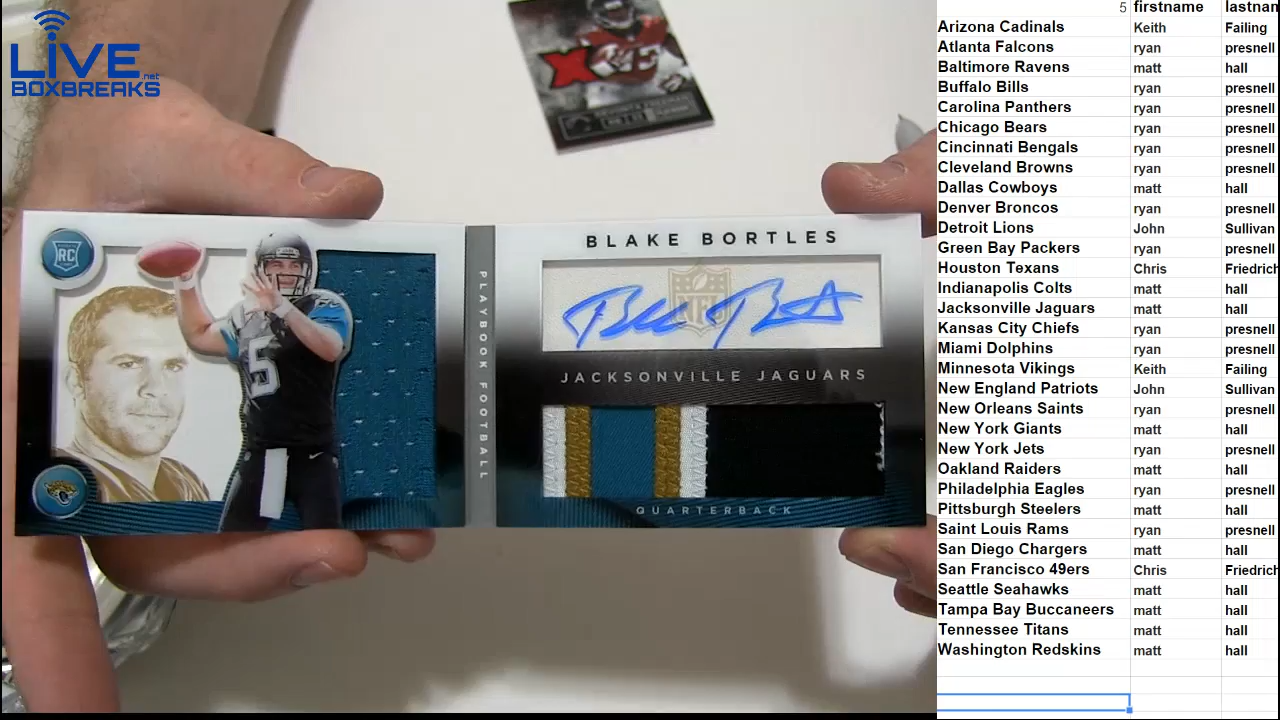 LIVE
.net
BOXBREAKS
RC
PLAYBOOK FOOTBALL
5
BLAKE BORTLES
NFL
JACKSONVILLE JAGUARS
QUARTERBACK
5 firstname lastnan
Arizona Cadinals Keith Failing
Atlanta Falcons ryan presnell
Baltimore Ravens matt hall
Buffalo Bills ryan presnell
Carolina Panthers ryan presnell
Chicago Bears ryan presnell
Cincinnati Bengals ryan presnell
Cleveland Browns ryan presnell
Dallas Cowboys matt hall
Denver Broncos ryan presnell
Detroit Lions John Sullivan
Green Bay Packers ryan presnell
Houston Texans Chris Friedrich
Indianapolis Colts matt hall
Jacksonville Jaguars matt hall
Kansas City Chiefs ryan presnell
Miami Dolphins ryan presnell
Minnesota Vikings Keith Failing
New England Patriots John Sullivan
New Orleans Saints ryan presnell
New York Giants matt hall
New York Jets ryan presnell
Oakland Raiders matt hall
Philadelphia Eagles ryan presnell
Pittsburgh Steelers matt hall
Saint Louis Rams ryan presnell
San Diego Chargers matt hall
San Francisco 49ers Chris Friedrich
Seattle Seahawks matt hall
Tampa Bay Buccaneers matt hall
Tennessee Titans matt hall
Washington Redskins matt hall